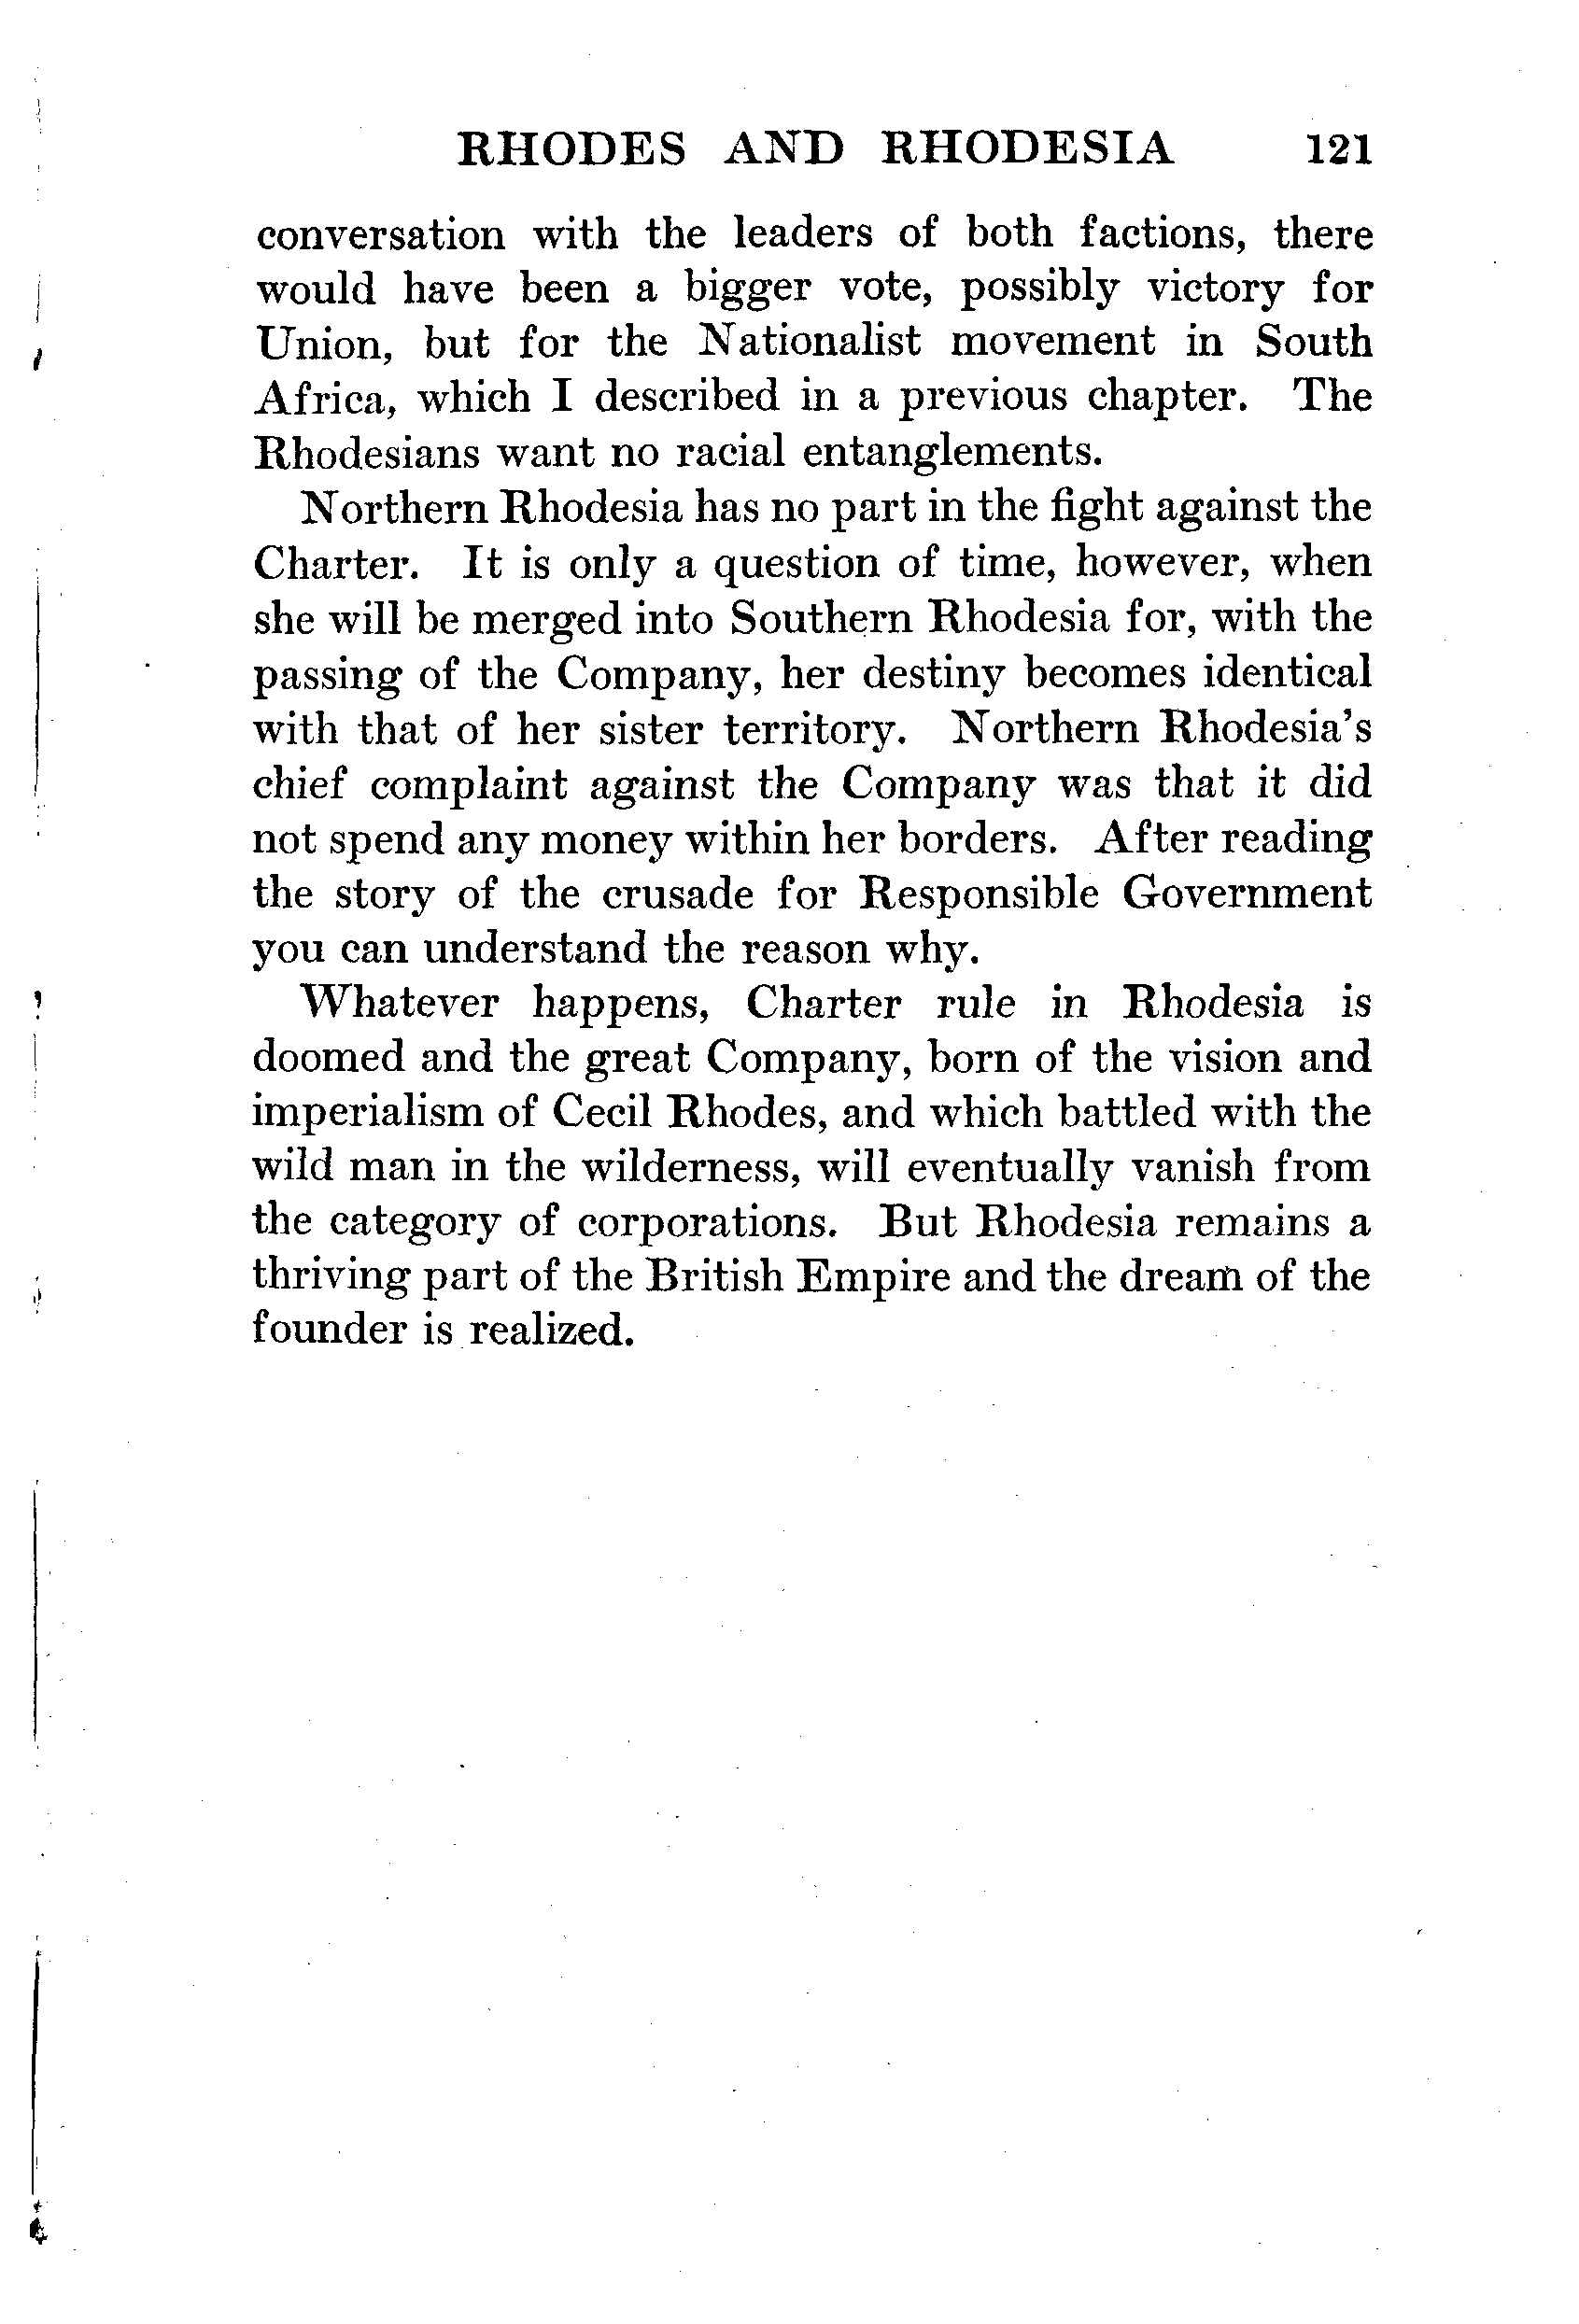 RHODES AND RHODESIA 121
conversation with the leaders of both factions, there
would have been a bigger vote, possibly victory for
Union, but for the Nationalist movement in South
Africa, which I described in a previous chapter. The
Rhodesians want no racial entanglements.
Northern Rhodesia has no part in the fight against the
Charter. It is only a question of time, however, when
she will be merged into Southern Rhodesia for, with the
passing of the Company, her destiny becomes identical
with that of her sister territory. Northern Rhodesia's
chief complaint against the Company was that it did
not spend any money within her borders. After reading
the story of the crusade for Responsible Government
you can understand the reason why.
Whatever happens, Charter rule in Rhodesia is
doomed and the great Company, born of the vision and
imperialism of Cecil Rhodes, and which battled with the
wild man in the wilderness, will eventually vanish from
the category of corporations. But Rhodesia remains a
thriving part of the British Empire and the dream of the
founder is realized.